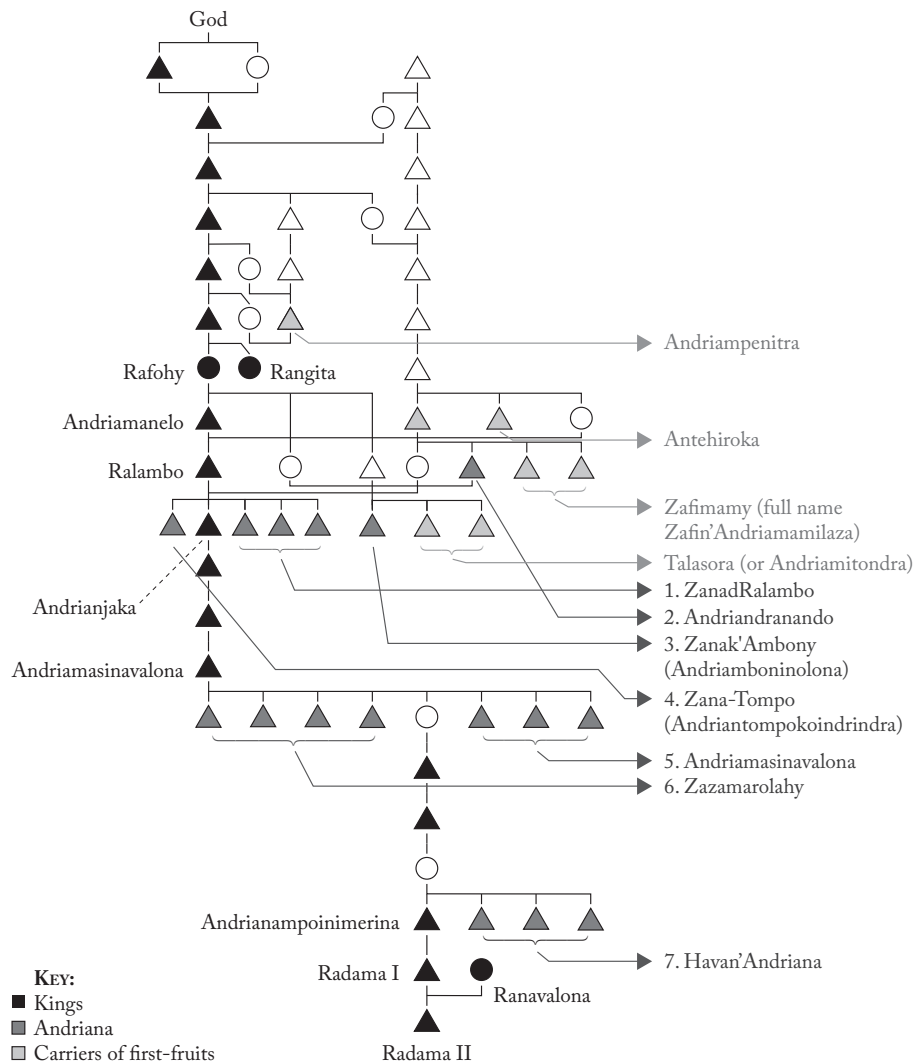 God
Andriampenitra
Rafohy
Rangita
Andriamanelo
Antehiroka
Ralambo
Zafimamy (full name
Zafin'Andriamamilaza)
Talasora (or Andriamitondra)
1. ZanadRalambo
Andrianjaka
2. Andriandranando
3. Zanak'Ambony
(Andriamboninolona)
Andriamasinavalona
4. Zana-Tompo
(Andriantompokoindrindra)
5. Andriamasinavalona
6. Zazamarolahy
Andrianampoinimerina
7. Havan'Andriana
Radama I
Ranavalona
Radama II
KEY:
Kings
Andriana
Carriers of first-fruits